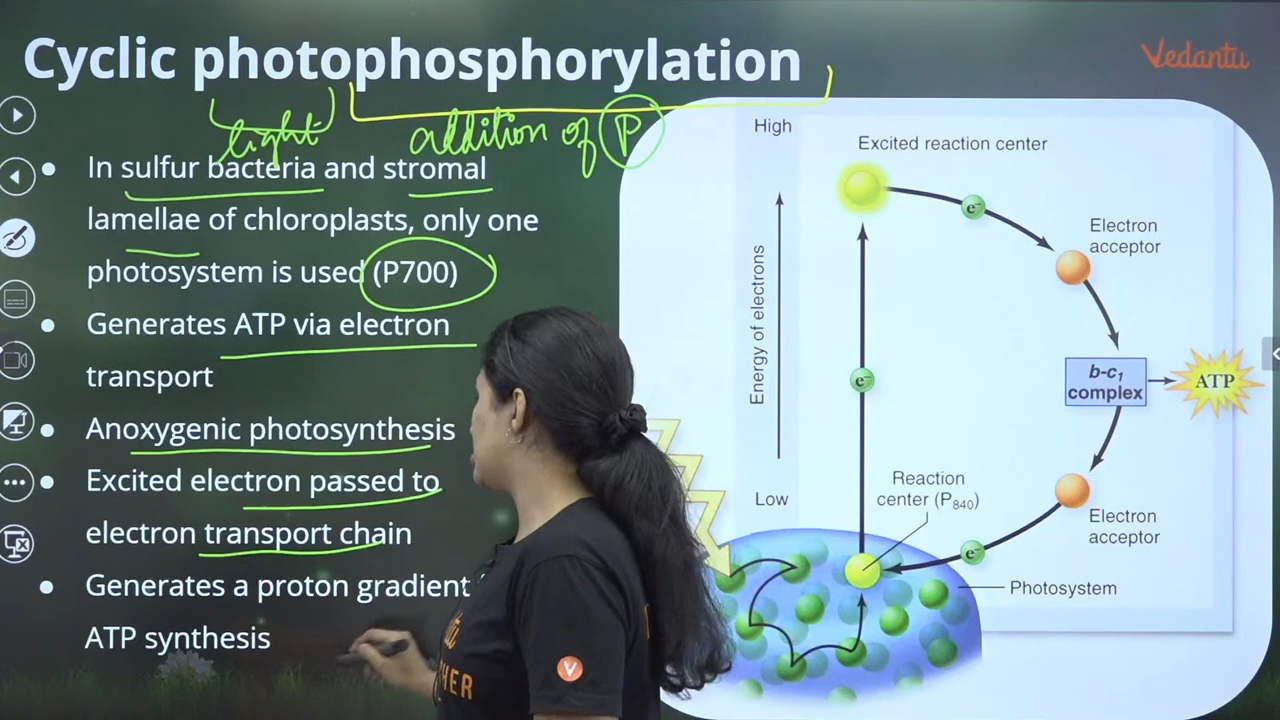 Cyclic photophosphorylation
Vedantu
light
addition of P
In sulfur bacteria and stromal
lamellae of chloroplasts, only one
photosystem is used (P700)
Generates ATP via electron
transport
Anoxygenic photosynthesis
Excited electron passed to
electron transport chain
Generates a proton gradient
ATP synthesis
High
Excited reaction center
e⁻
Electron
acceptor
Energy of electrons
e⁻
b-c₁
complex
ATP
Low
Reaction
center (P₈₄₀)
Electron
acceptor
e⁻
Photosystem
V